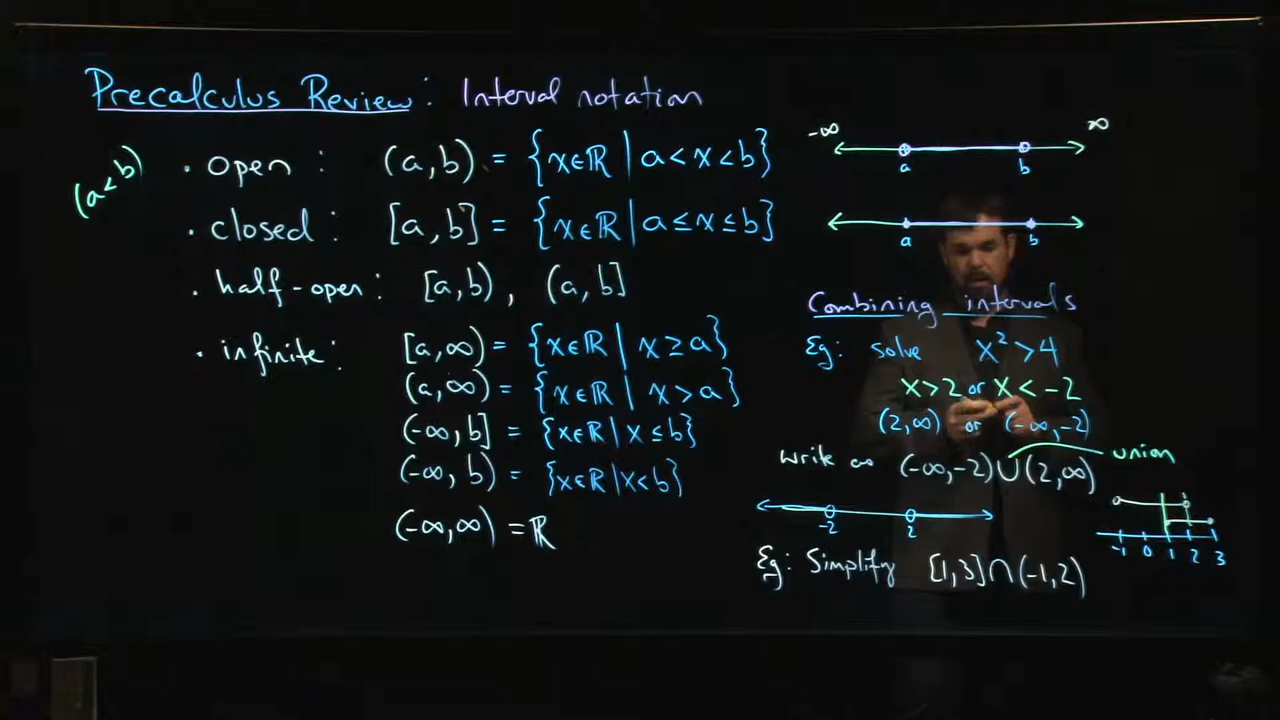 Precalculus Review: Interval notation
(a<b)
· open: (a,b) = {x∈ℝ | a<x<b}
· closed: [a,b] = {x∈ℝ | a≤x≤b}
· half-open: [a,b), (a,b]
· infinite: [a,∞) = {x∈ℝ | x≥a}
(a,∞) = {x∈ℝ | x>a}
(-∞,b] = {x∈ℝ | x≤b}
(-∞,b) = {x∈ℝ | x<b}
(-∞,∞) = ℝ
-∞ ∞
a b
a b
Combining intervals
Eg: solve x²>4
x>2 or x<-2
(2,∞) or (-∞,-2)
write as (-∞,-2)∪(2,∞) union
-2 2
-1 0 1 2 3
Eg: Simplify [1,3]∩(-1,2)